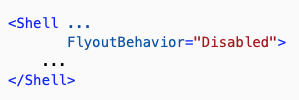 <Shell ...
       FlyoutBehavior="Disabled">
    ...
</Shell>